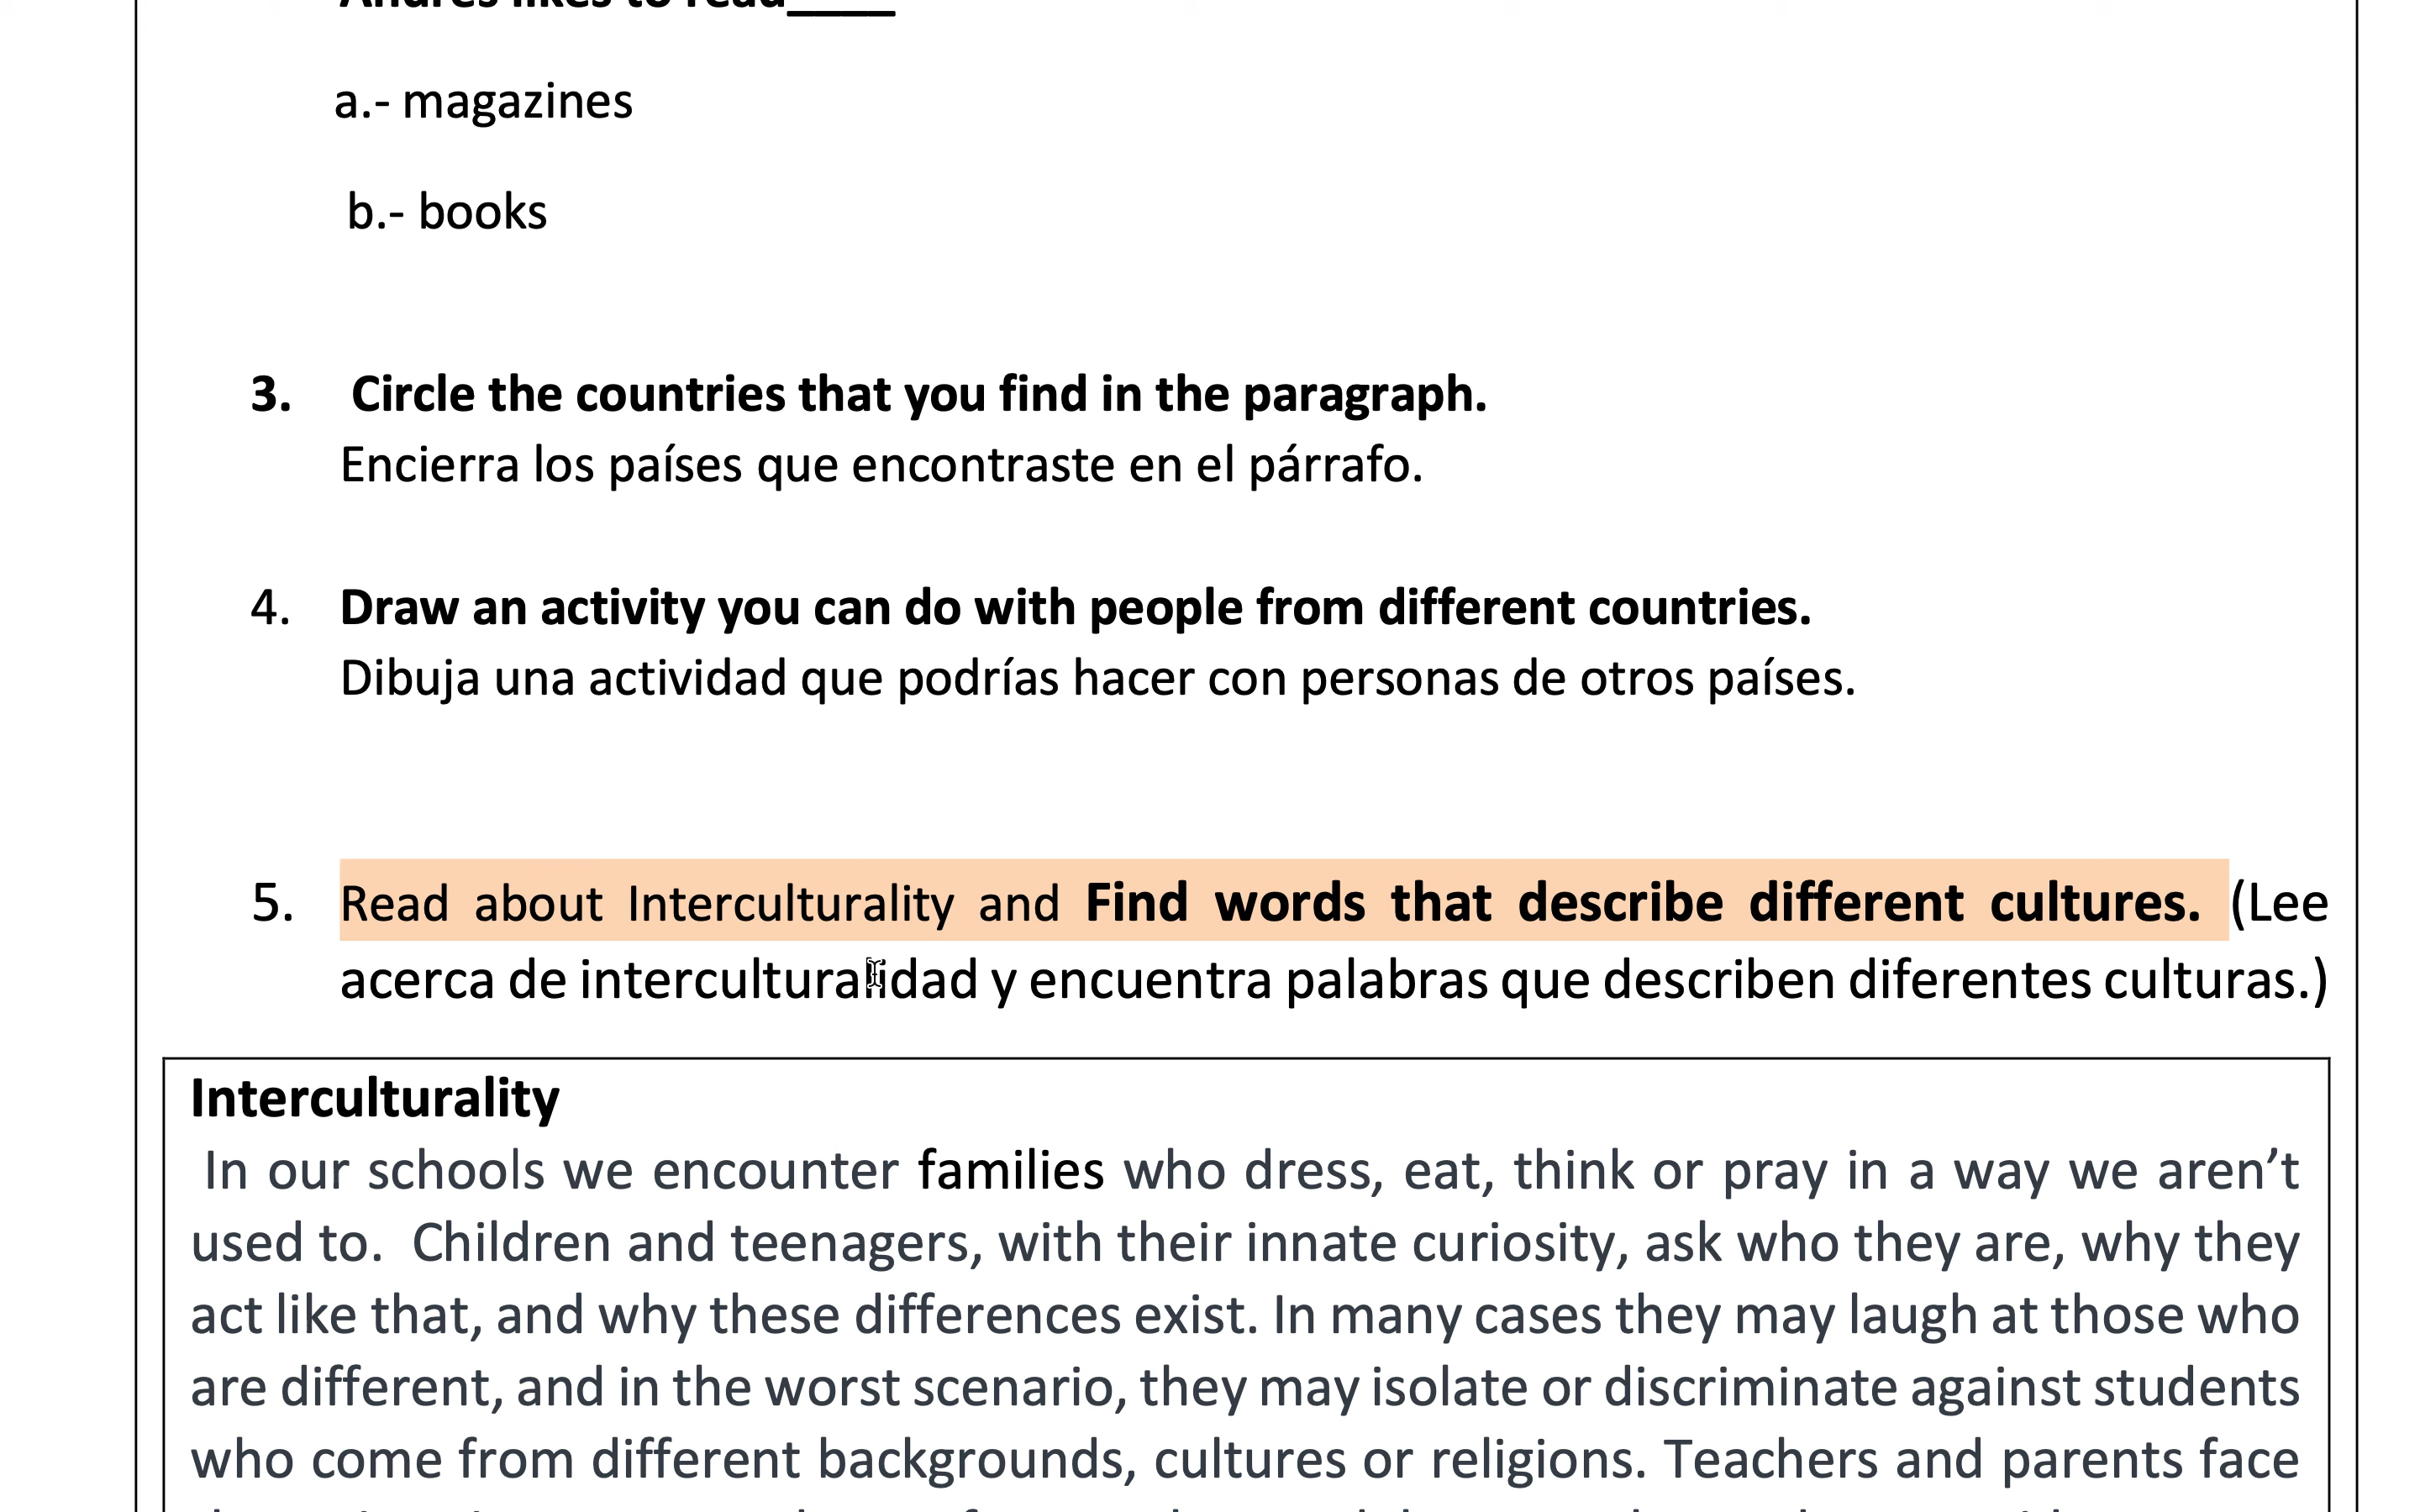 Andres likes to read____
a.- magazines
b.- books
3. Circle the countries that you find in the paragraph.
Encierra los países que encontraste en el párrafo.
4. Draw an activity you can do with people from different countries.
Dibuja una actividad que podrías hacer con personas de otros países.
5. Read about Interculturality and Find words that describe different cultures. (Lee
acerca de interculturalidad y encuentra palabras que describen diferentes culturas.)
Interculturality
In our schools we encounter families who dress, eat, think or pray in a way we aren’t
used to. Children and teenagers, with their innate curiosity, ask who they are, why they
act like that, and why these differences exist. In many cases they may laugh at those who
are different, and in the worst scenario, they may isolate or discriminate against students
who come from different backgrounds, cultures or religions. Teachers and parents face